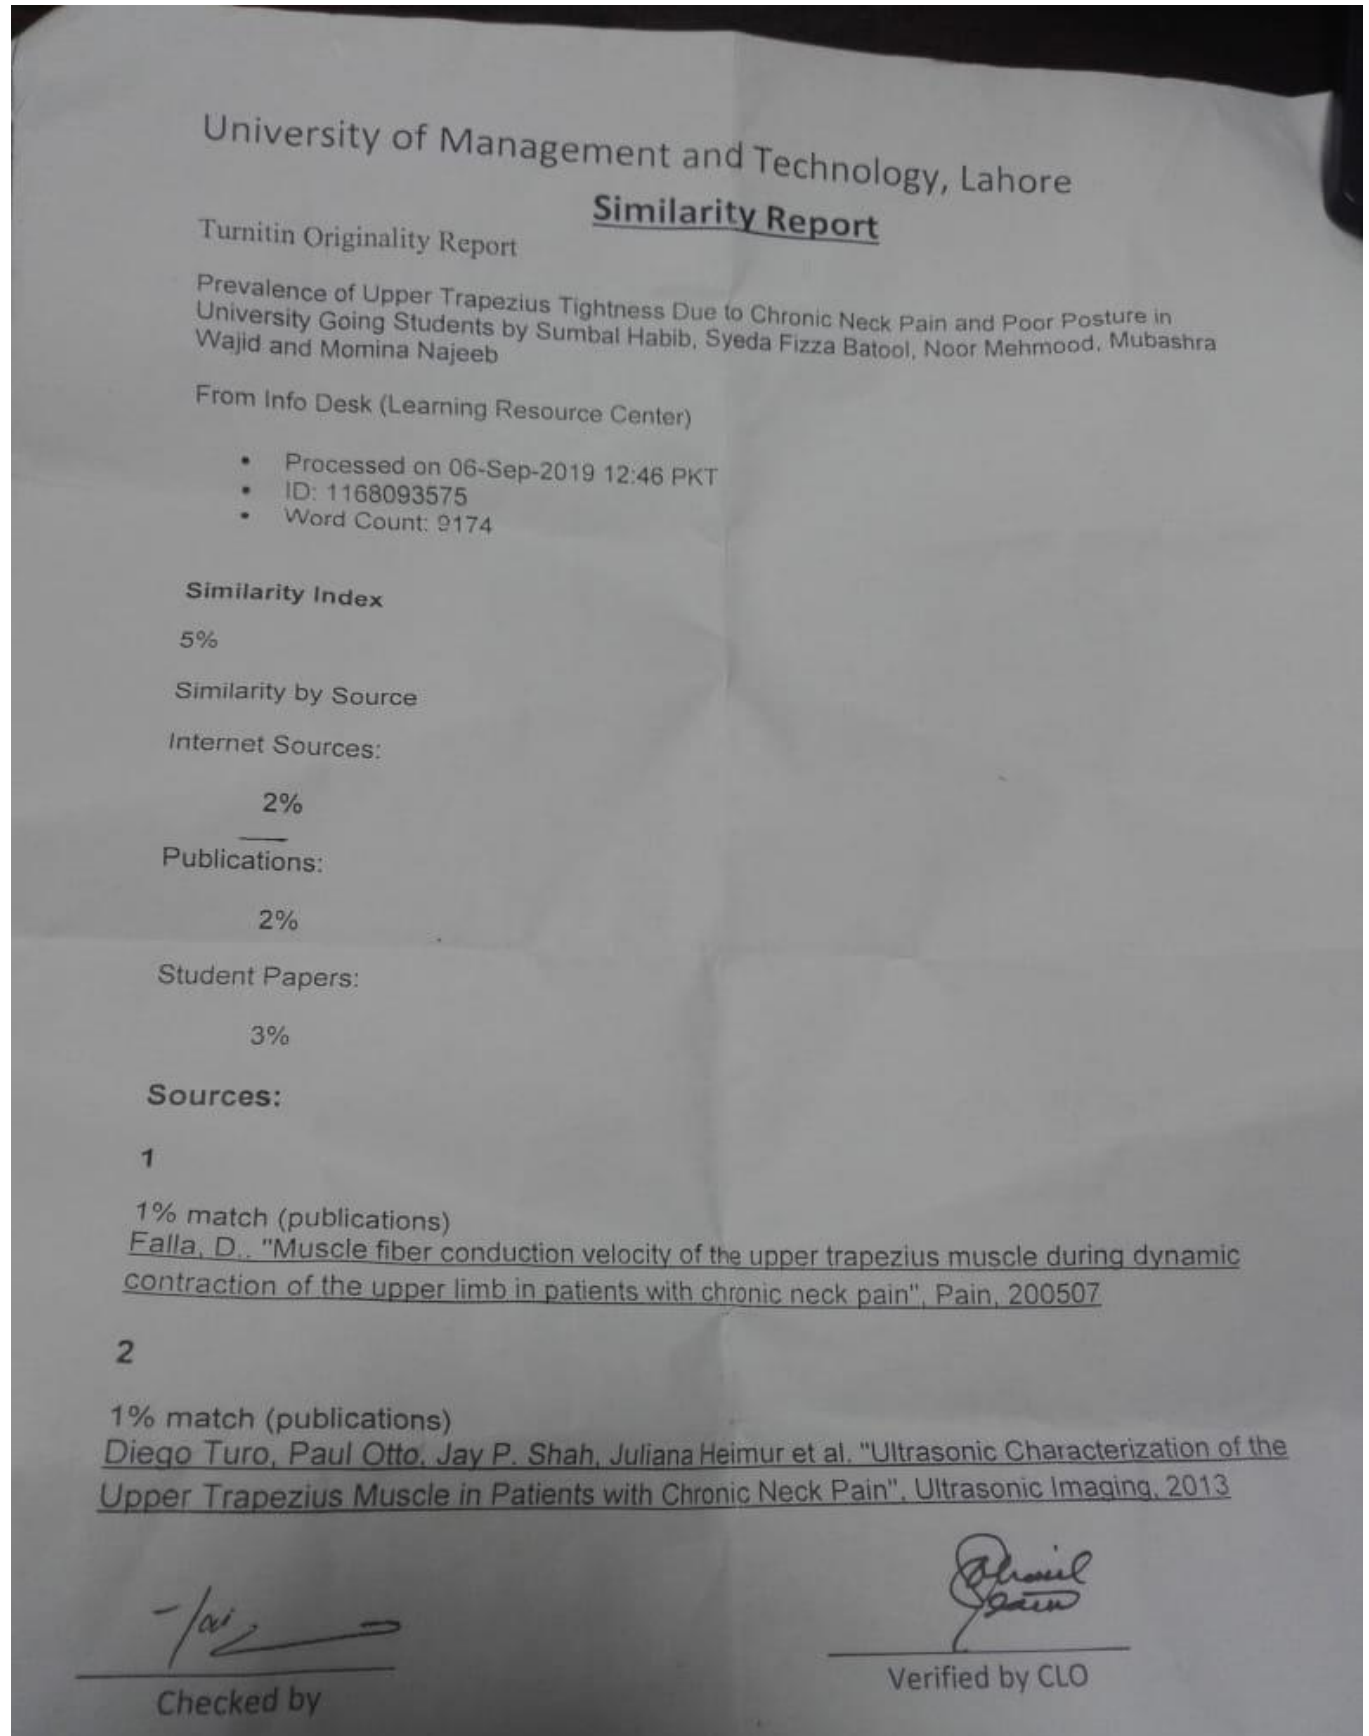 University of Management and Technology, Lahore
Similarity Report
Turnitin Originality Report
Prevalence of Upper Trapezius Tightness Due to Chronic Neck Pain and Poor Posture in
University Going Students by Sumbal Habib, Syeda Fizza Batool, Noor Mehmood, Mubashra
Wajid and Momina Najeeb
From Info Desk (Learning Resource Center)
• Processed on 06-Sep-2019 12:46 PKT
• ID: 1168093575
• Word Count: 9174
Similarity Index
5%
Similarity by Source
Internet Sources:
2%
Publications:
2%
Student Papers:
3%
Sources:
1
1% match (publications)
Falla, D.. "Muscle fiber conduction velocity of the upper trapezius muscle during dynamic
contraction of the upper limb in patients with chronic neck pain", Pain, 200507
2
1% match (publications)
Diego Turo, Paul Otto, Jay P. Shah, Juliana Heimur et al. "Ultrasonic Characterization of the
Upper Trapezius Muscle in Patients with Chronic Neck Pain", Ultrasonic Imaging, 2013
Checked by
Verified by CLO